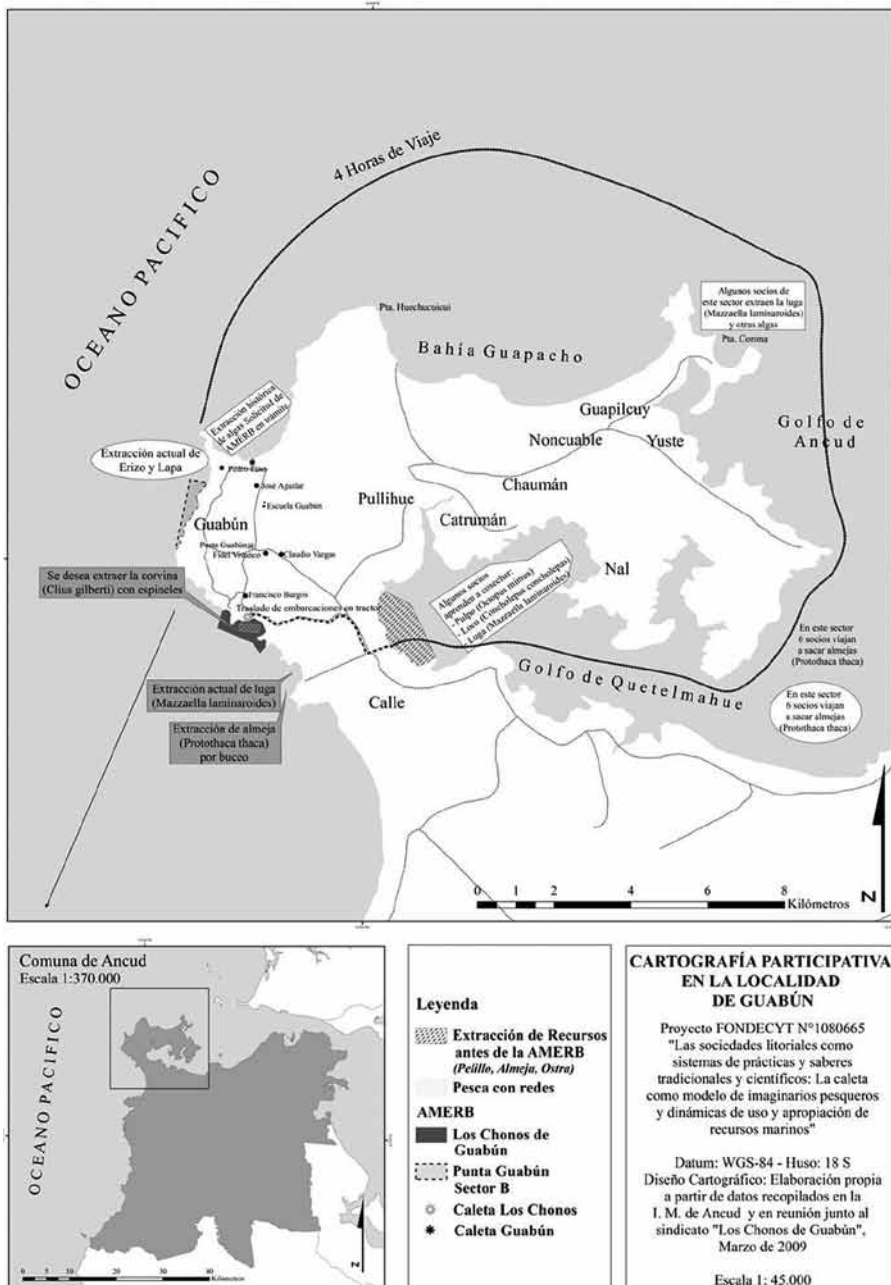 4 Horas de Viaje
OCEANO PACIFICO
Pta. Huechucuicui
Bahía Guapacho
Algunos socios de
este sector extraen la luga
(Mazzaella laminaroides)
y otras algas
Pta. Corona
Golfo de
Ancud
Guapilcuy
Noncuable
Yuste
Extracción histórica
de algas Solicitud de
AMERB en trámite
Extracción actual de
Erizo y Lapa
Pedro
José Aguilar
Escuela Guabún
Guabún
Pullihue
Chaumán
Catrumán
Nal
Punta Guabún
Fidel
Claudio Vargas
Se desea extraer la corvina
(Cilus gilberti) con espineles
Francisco Burgos
Traslado de embarcaciones en tractor
Algunos socios
aprenden a cosechar:
- Pulpo (Octopus mimus)
- Loco (Concholepas concholepas)
- Luga (Mazzaella laminaroides)
En este sector
6 socios viajan
a sacar almejas
(Protothaca thaca)
Golfo de Quetelmahue
En este sector
6 socios viajan
a sacar almejas
(Protothaca thaca)
Extracción actual de luga
(Mazzaella laminaroides)
Calle
Extracción de almeja
(Protothaca thaca)
por buceo
0 1 2 4 6 8
Kilómetros
N
Comuna de Ancud
Escala 1:370.000
OCEANO PACIFICO
0 5 10 20 30 40
Kilómetros
N
Leyenda
Extracción de Recursos
antes de la AMERB
(Pelillo, Almeja, Ostra)
Pesca con redes
AMERB
Los Chonos de
Guabún
Punta Guabún
Sector B
Caleta Los Chonos
Caleta Guabún
CARTOGRAFÍA PARTICIPATIVA
EN LA LOCALIDAD
DE GUABÚN
Proyecto FONDECYT N°1080665
"Las sociedades litoriales como
sistemas de prácticas y saberes
tradicionales y científicos: La caleta
como modelo de imaginarios pesqueros
y dinámicas de uso y apropiación de
recursos marinos"
Datum: WGS-84 - Huso: 18 S
Diseño Cartográfico: Elaboración propia
a partir de datos recopilados en la
I. M. de Ancud y en reunión junto al
sindicato "Los Chonos de Guabún",
Marzo de 2009
Escala 1: 45.000